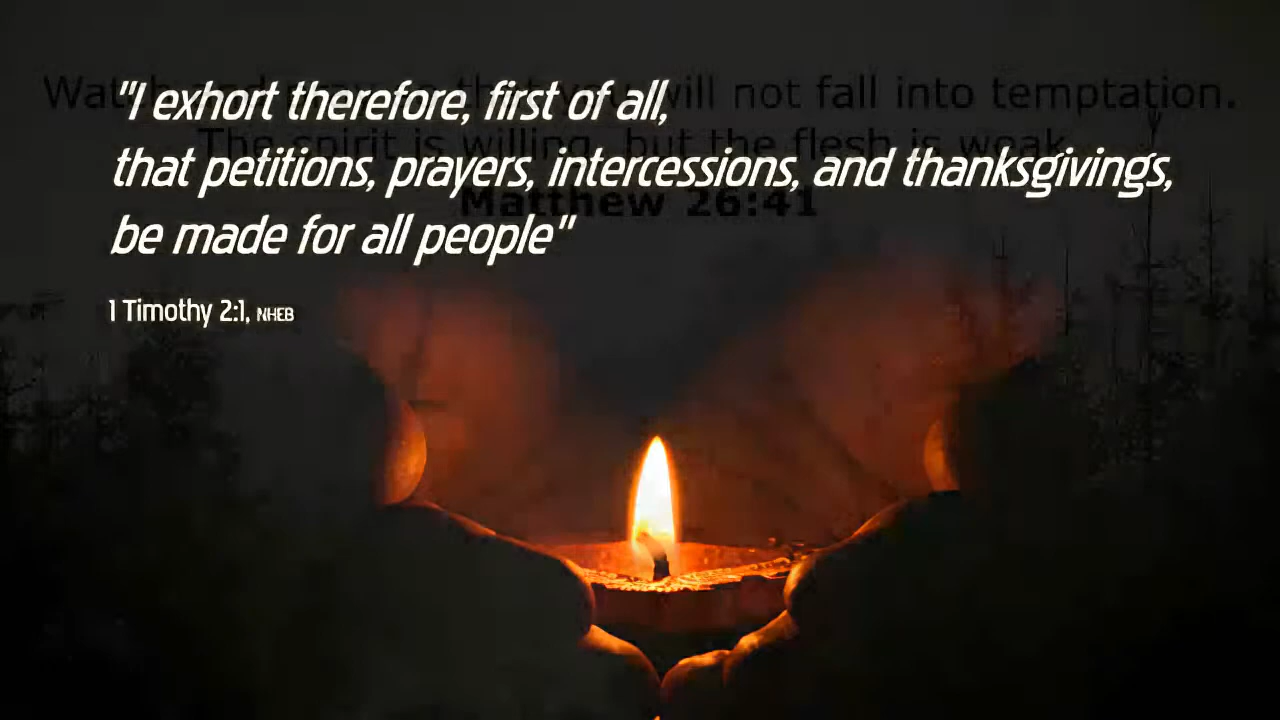 "I exhort therefore, first of all,
that petitions, prayers, intercessions, and thanksgivings,
be made for all people"
1 Timothy 2:1, NHEB
will not fall into temptation.
The spirit is willing, but the flesh is weak
Matthew 26:41